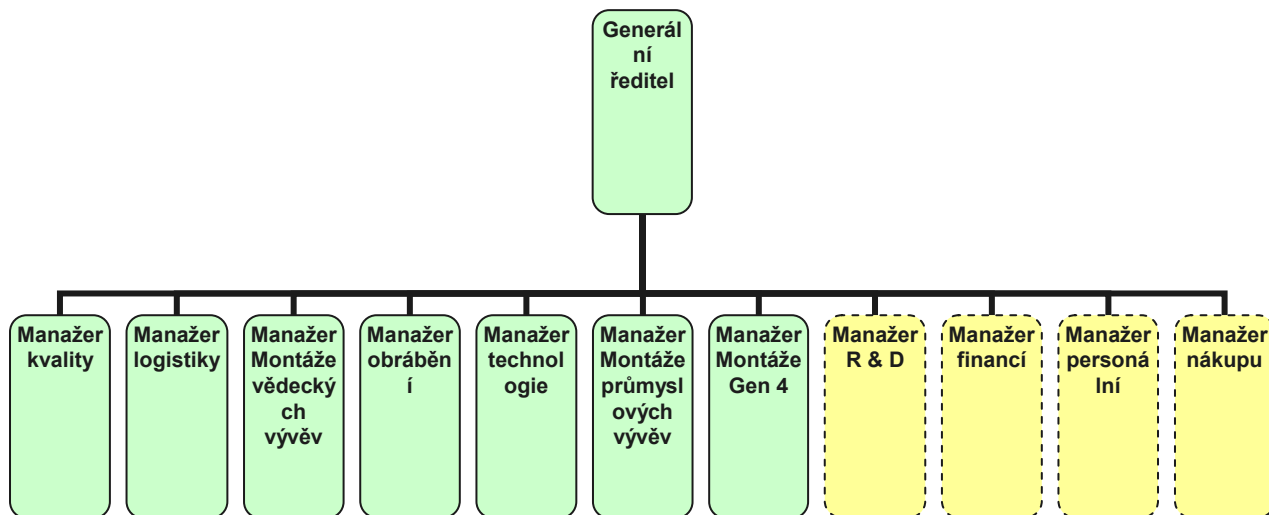 Generál
ní
ředitel
Manažer
kvality
Manažer
logistiky
Manažer
Montáže
vědecký
ch
vývěv
Manažer
obráběn
í
Manažer
technol
ogie
Manažer
Montáže
průmysl
ových
vývěv
Manažer
Montáže
Gen 4
Manažer
R & D
Manažer
financí
Manažer
personá
lní
Manažer
nákupu